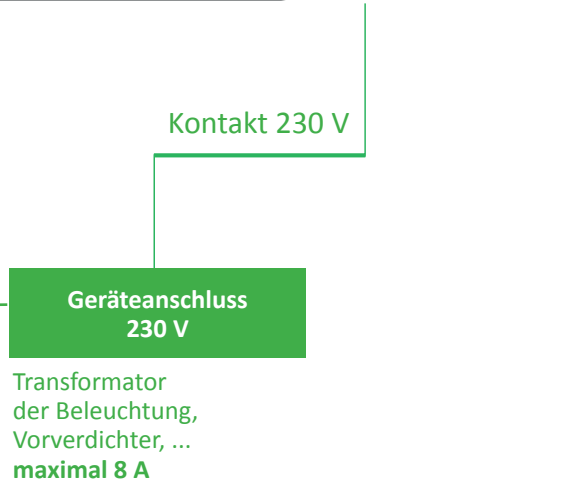 Kontakt 230 V
Geräteanschluss
230 V
Transformator
der Beleuchtung,
Vorverdichter, ...
maximal 8 A